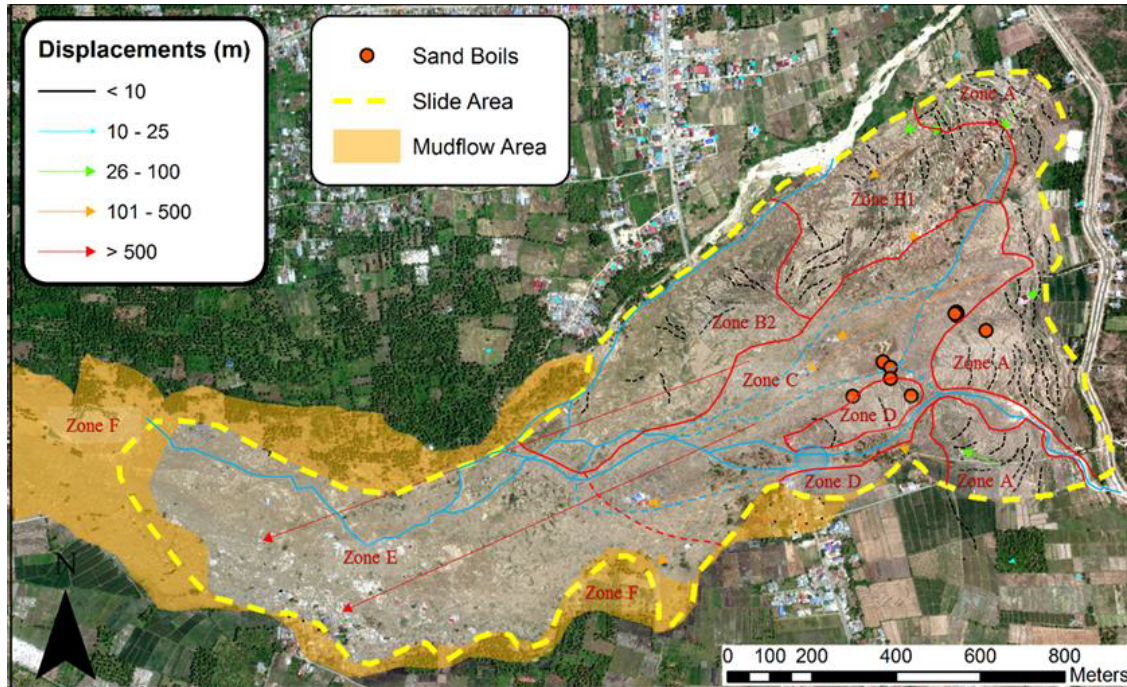 Displacements (m)
< 10
10 - 25
26 - 100
101 - 500
> 500
Sand Boils
Slide Area
Mudflow Area
Zone A
Zone B1
Zone B2
Zone C
Zone A
Zone D
Zone F
Zone D
Zone A
Zone E
Zone F
N
0 100 200 400 600 800
Meters